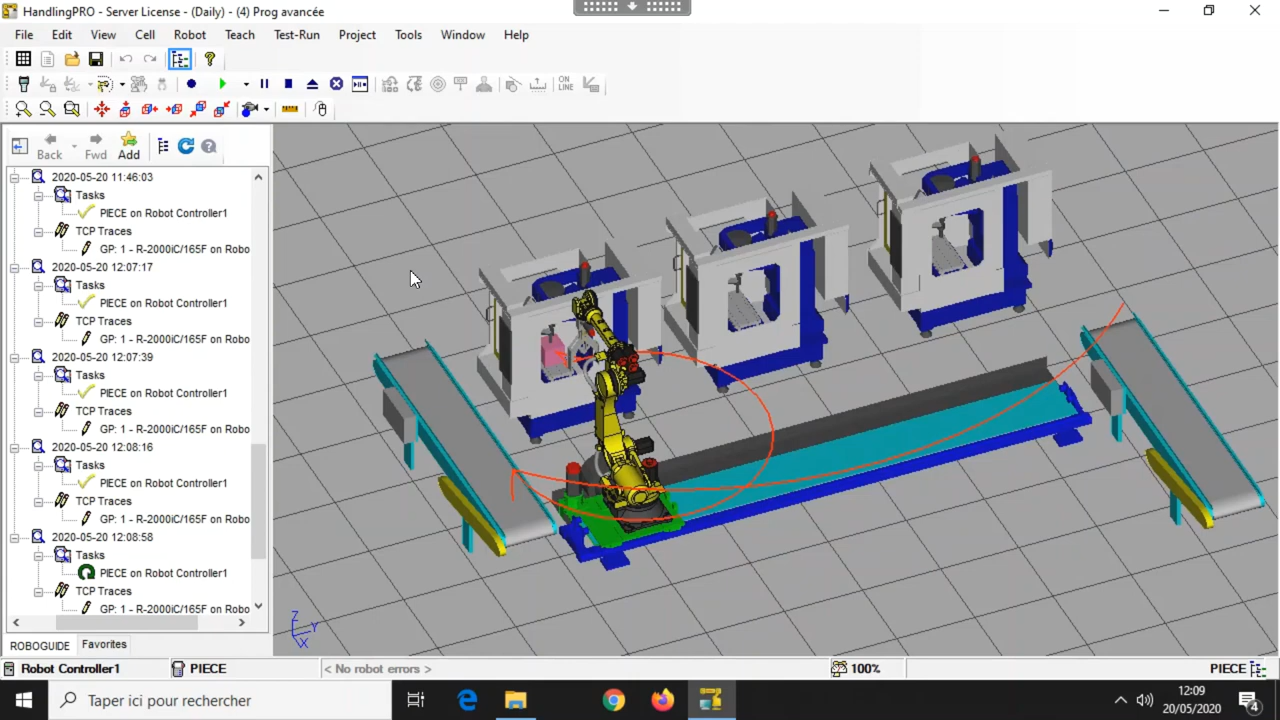 HandlingPRO - Server License - (Daily) - (4) Prog avancée
File Edit View Cell Robot Teach Test-Run Project Tools Window Help
ON
LINE
Back Fwd Add
2020-05-20 11:46:03
Tasks
PIECE on Robot Controller1
TCP Traces
GP: 1 - R-2000iC/165F on Robo
2020-05-20 12:07:17
Tasks
PIECE on Robot Controller1
TCP Traces
GP: 1 - R-2000iC/165F on Robo
2020-05-20 12:07:39
Tasks
PIECE on Robot Controller1
TCP Traces
GP: 1 - R-2000iC/165F on Robo
2020-05-20 12:08:16
Tasks
PIECE on Robot Controller1
TCP Traces
GP: 1 - R-2000iC/165F on Robo
2020-05-20 12:08:58
Tasks
PIECE on Robot Controller1
TCP Traces
GP: 1 - R-2000iC/165F on Robo
Z
Y
X
ROBOGUIDE Favorites
Robot Controller1 PIECE < No robot errors > 100% PIECE
Taper ici pour rechercher
12:09
20/05/2020
4